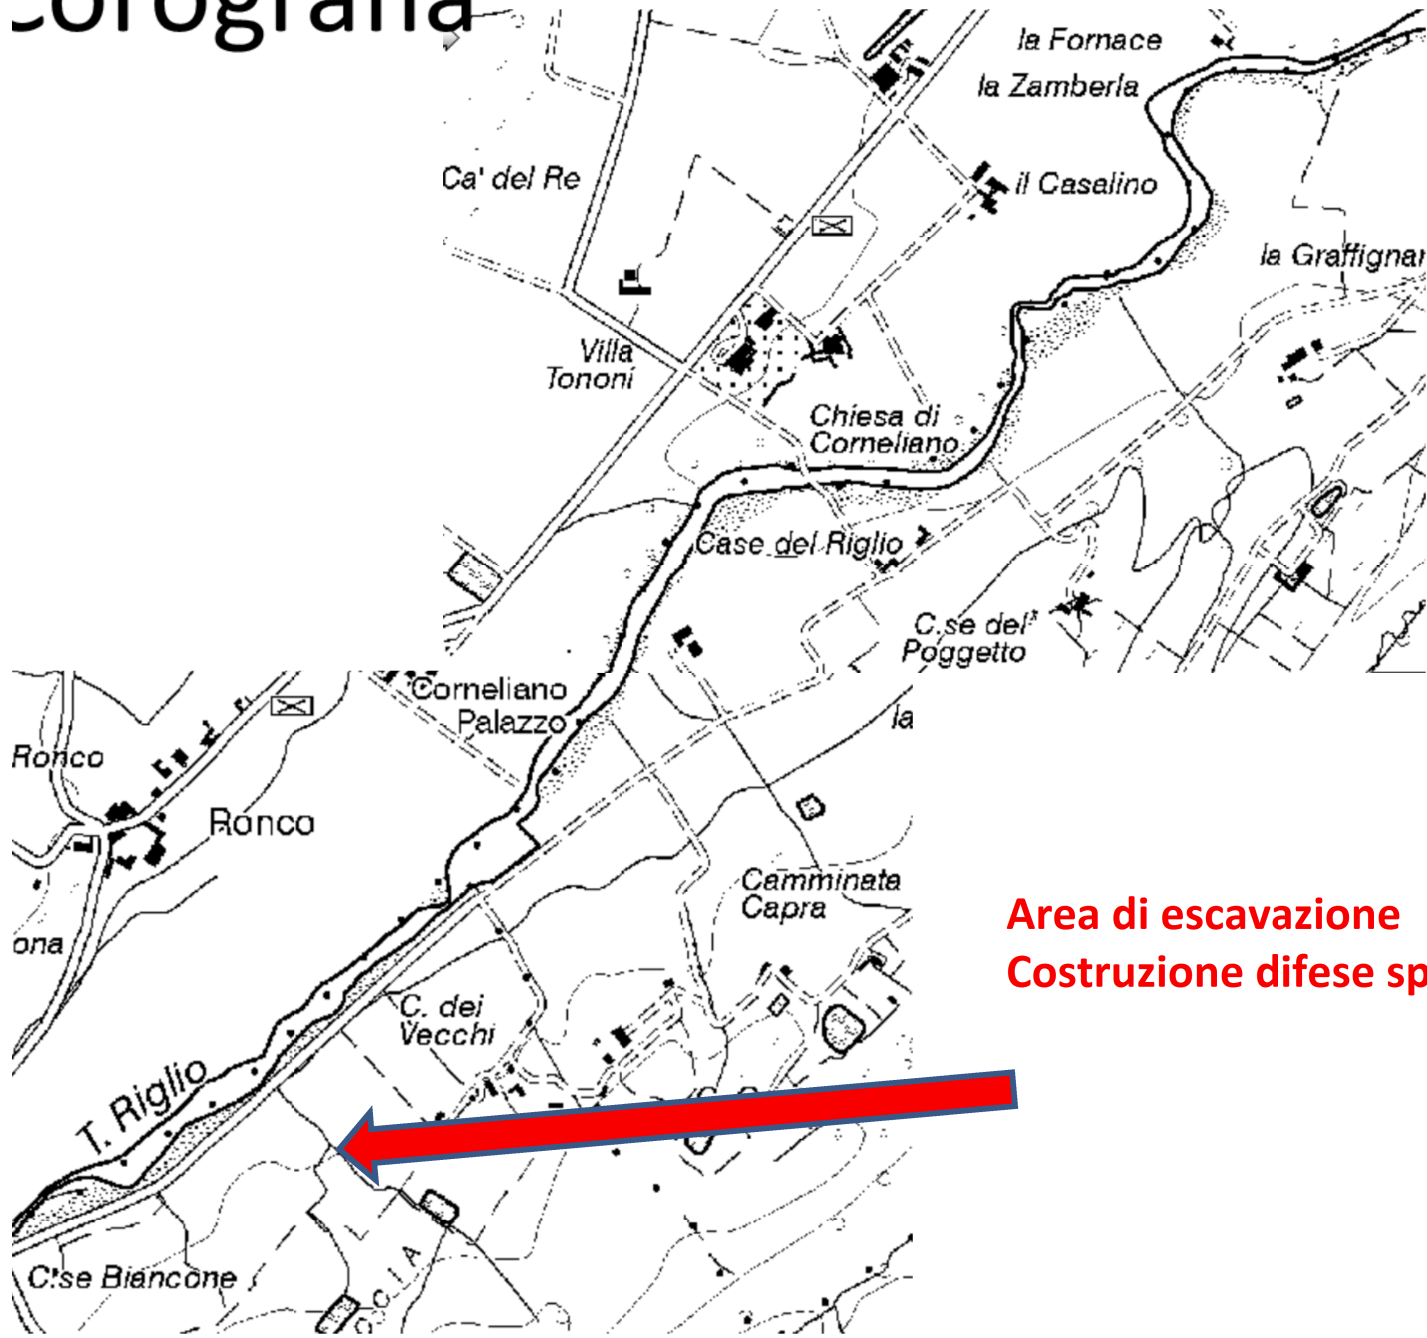 Corografia
la Fornace
la Zamberla
Ca' del Re
il Casalino
la Graffignan
Villa
Tononi
Chiesa di
Corneliano
Case del Riglio
C.se del
Poggetto
Corneliano
Palazzo
la
Ronco
Ronco
Camminata
Capra
ona
Area di escavazione
Costruzione difese sp
C. dei
Vecchi
T. Riglio
C.se Biancone